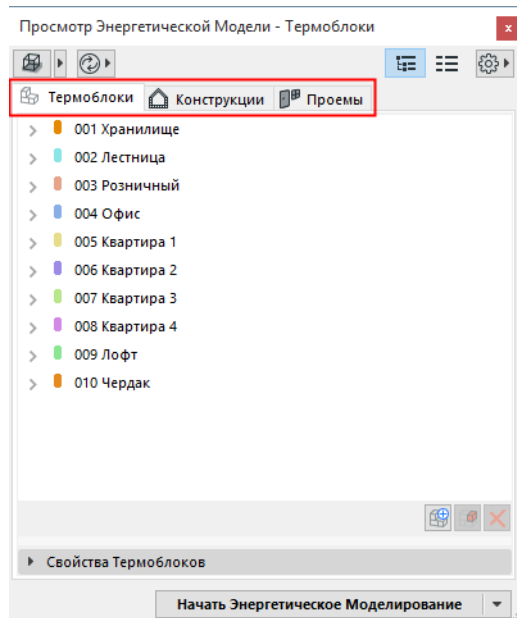 Просмотр Энергетической Модели - Термоблоки
Термоблоки Конструкции Проемы
001 Хранилище
002 Лестница
003 Розничный
004 Офис
005 Квартира 1
006 Квартира 2
007 Квартира 3
008 Квартира 4
009 Лофт
010 Чердак
Свойства Термоблоков
Начать Энергетическое Моделирование